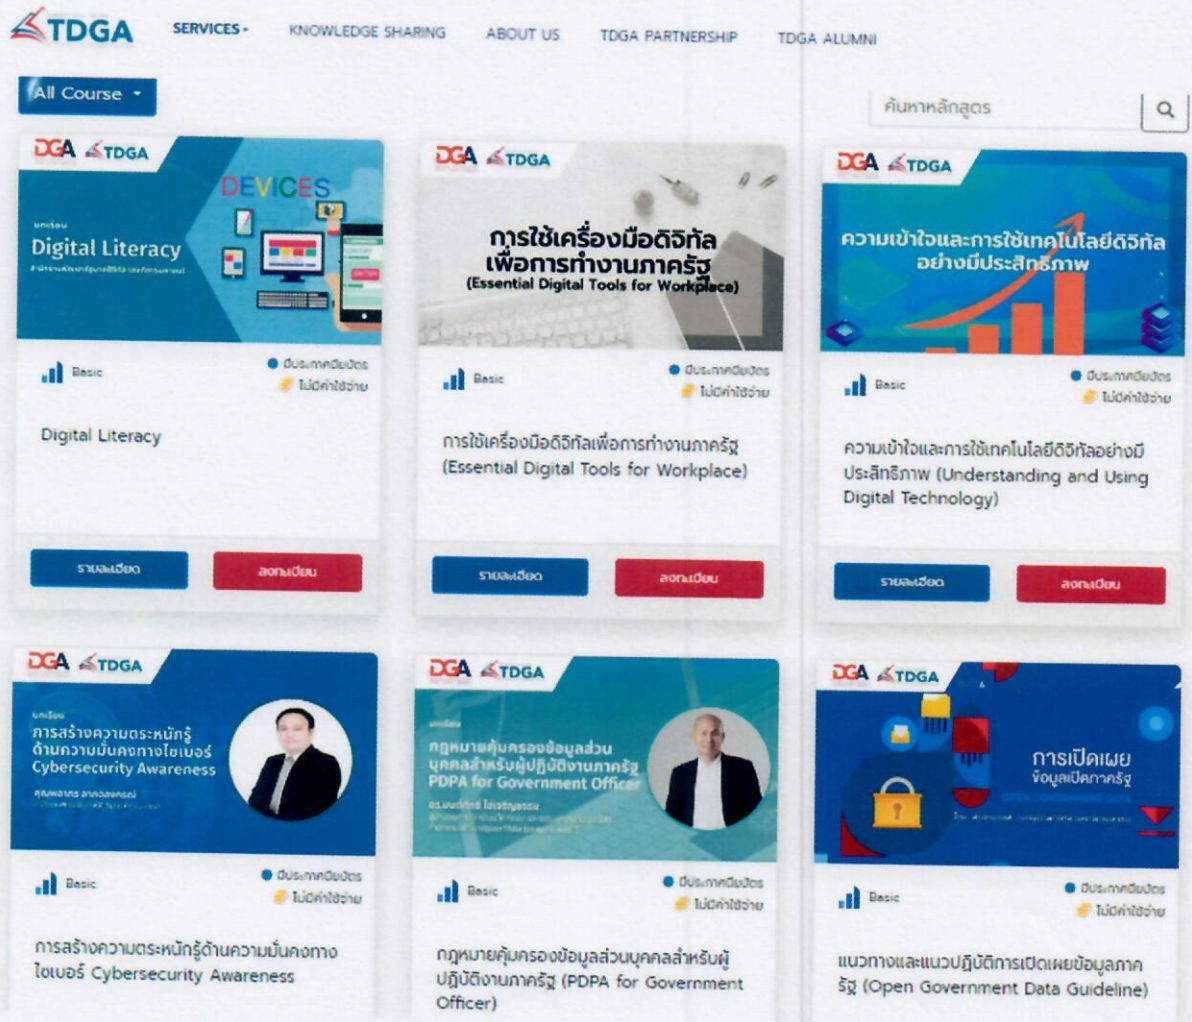 TDGA
SERVICES
KNOWLEDGE SHARING
ABOUT US
TDGA PARTNERSHIP
TDGA ALUMNI
All Course
ค้นหาหลักสูตร
DGA TDGA
DEVICES
บทเรียน
Digital Literacy
Basic
มีประกาศนียบัตร
ไม่มีค่าใช้จ่าย
Digital Literacy
รายละเอียด
ลงทะเบียน
DGA TDGA
การใช้เครื่องมือดิจิทัล
เพื่อการทำงานภาครัฐ
(Essential Digital Tools for Workplace)
Basic
มีประกาศนียบัตร
ไม่มีค่าใช้จ่าย
การใช้เครื่องมือดิจิทัลเพื่อการทำงานภาครัฐ
(Essential Digital Tools for Workplace)
รายละเอียด
ลงทะเบียน
DGA TDGA
ความเข้าใจและการใช้เทคโนโลยีดิจิทัล
อย่างมีประสิทธิภาพ
Basic
มีประกาศนียบัตร
ไม่มีค่าใช้จ่าย
ความเข้าใจและการใช้เทคโนโลยีดิจิทัลอย่างมี
ประสิทธิภาพ (Understanding and Using
Digital Technology)
รายละเอียด
ลงทะเบียน
DGA TDGA
บทเรียน
การสร้างความตระหนักรู้
ด้านความมั่นคงทางไซเบอร์
Cybersecurity Awareness
Basic
มีประกาศนียบัตร
ไม่มีค่าใช้จ่าย
การสร้างความตระหนักรู้ด้านความมั่นคงทาง
ไซเบอร์ Cybersecurity Awareness
DGA TDGA
บทเรียน
กฎหมายคุ้มครองข้อมูลส่วน
บุคคลสำหรับผู้ปฏิบัติงานภาครัฐ
PDPA for Government Officer
Basic
มีประกาศนียบัตร
ไม่มีค่าใช้จ่าย
กฎหมายคุ้มครองข้อมูลส่วนบุคคลสำหรับผู้
ปฏิบัติงานภาครัฐ (PDPA for Government
Officer)
DGA TDGA
การเปิดเผย
ข้อมูลเปิดภาครัฐ
OPEN GOVERNMENT DATA
Basic
มีประกาศนียบัตร
ไม่มีค่าใช้จ่าย
แนวทางและแนวปฏิบัติการเปิดเผยข้อมูลภาค
รัฐ (Open Government Data Guideline)